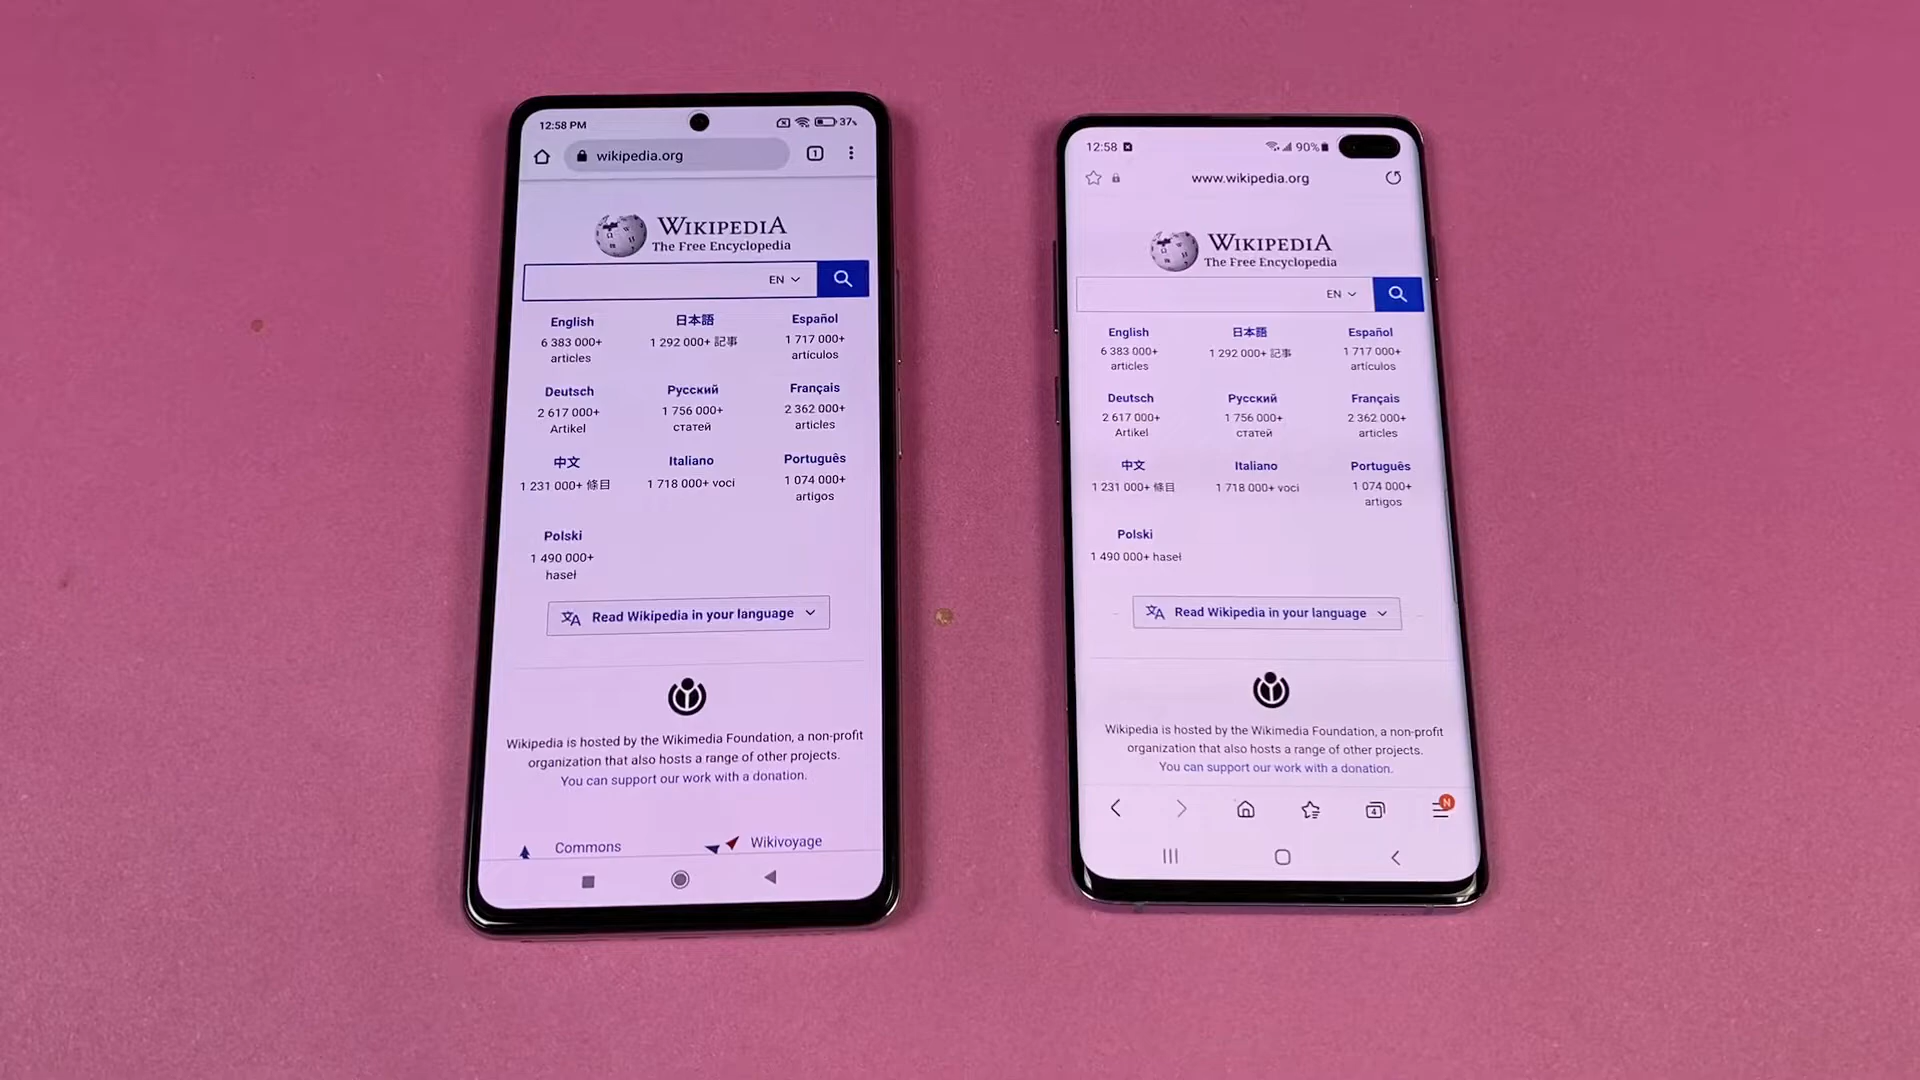 12:58 PM
37%
wikipedia.org
1
WIKIPEDIA
The Free Encyclopedia
EN
English
日本語
Español
6 383 000+
articles
1 292 000+ 記事
1 717 000+
artículos
Deutsch
Русский
Français
2 617 000+
Artikel
1 756 000+
статей
2 362 000+
articles
中文
Italiano
Português
1 231 000+ 條目
1 718 000+ voci
1 074 000+
artigos
Polski
1 490 000+
haseł
Read Wikipedia in your language
Wikipedia is hosted by the Wikimedia Foundation, a non-profit
organization that also hosts a range of other projects.
You can support our work with a donation.
Commons
Wikivoyage
12:58
90%
www.wikipedia.org
WIKIPEDIA
The Free Encyclopedia
EN
English
日本語
Español
6 383 000+
articles
1 292 000+ 記事
1 717 000+
artículos
Deutsch
Русский
Français
2 617 000+
Artikel
1 756 000+
статей
2 362 000+
articles
中文
Italiano
Português
1 231 000+ 條目
1 718 000+ voci
1 074 000+
artigos
Polski
1 490 000+ haseł
Read Wikipedia in your language
Wikipedia is hosted by the Wikimedia Foundation, a non-profit
organization that also hosts a range of other projects.
You can support our work with a donation.
4
N